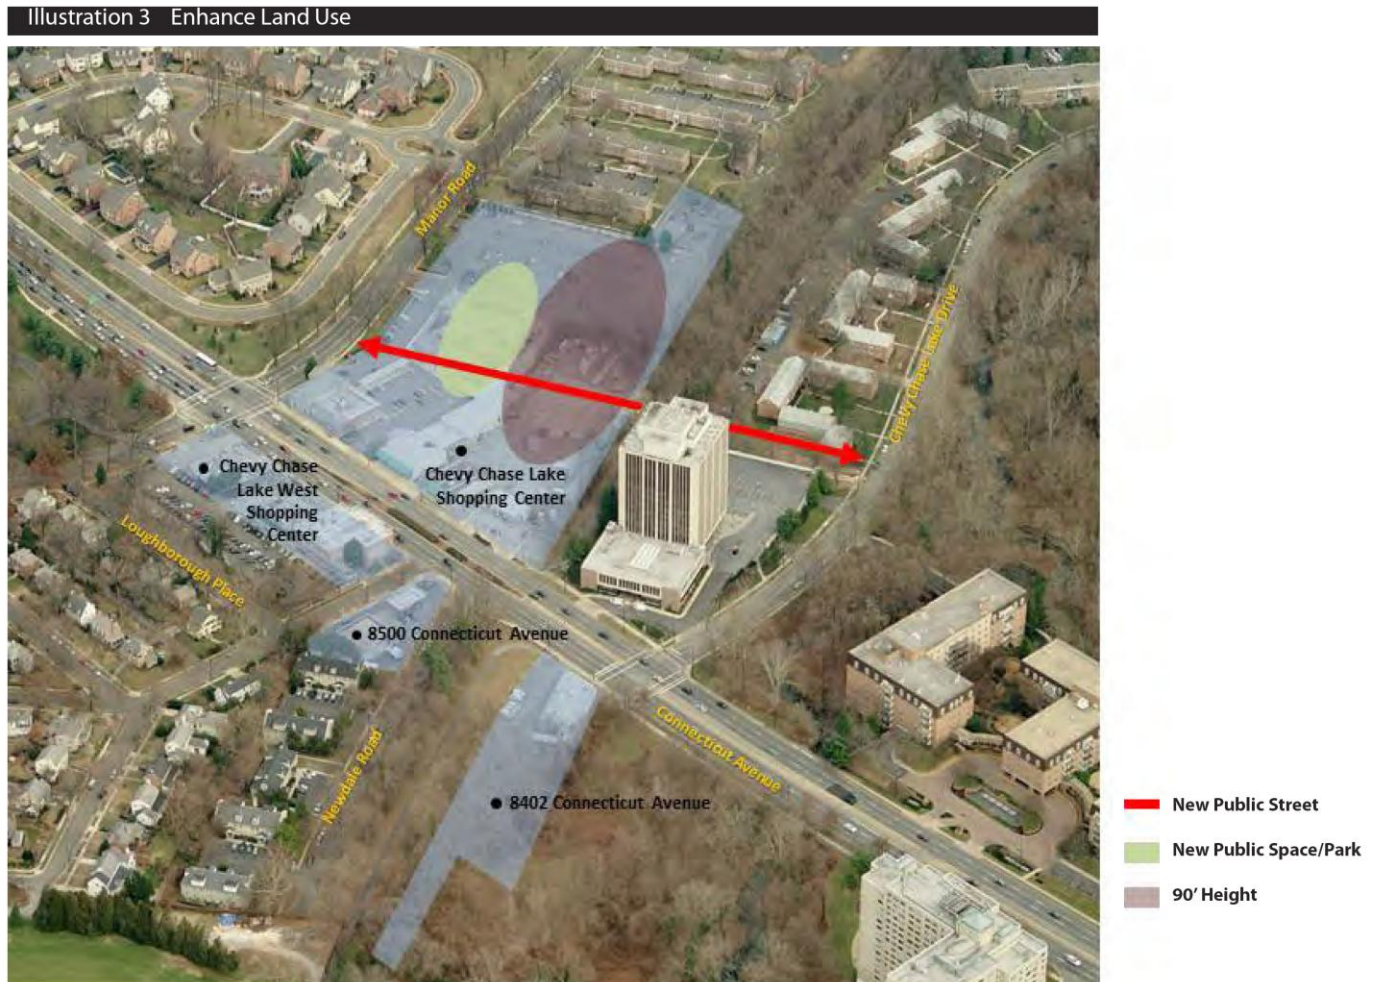 Illustration 3 Enhance Land Use
Manor Road
Chevy Chase Lake Drive
Chevy Chase
Lake West
Shopping
Center
Chevy Chase Lake
Shopping Center
Loughborough Place
8500 Connecticut Avenue
Connecticut Avenue
Newdale Road
8402 Connecticut Avenue
New Public Street
New Public Space/Park
90' Height